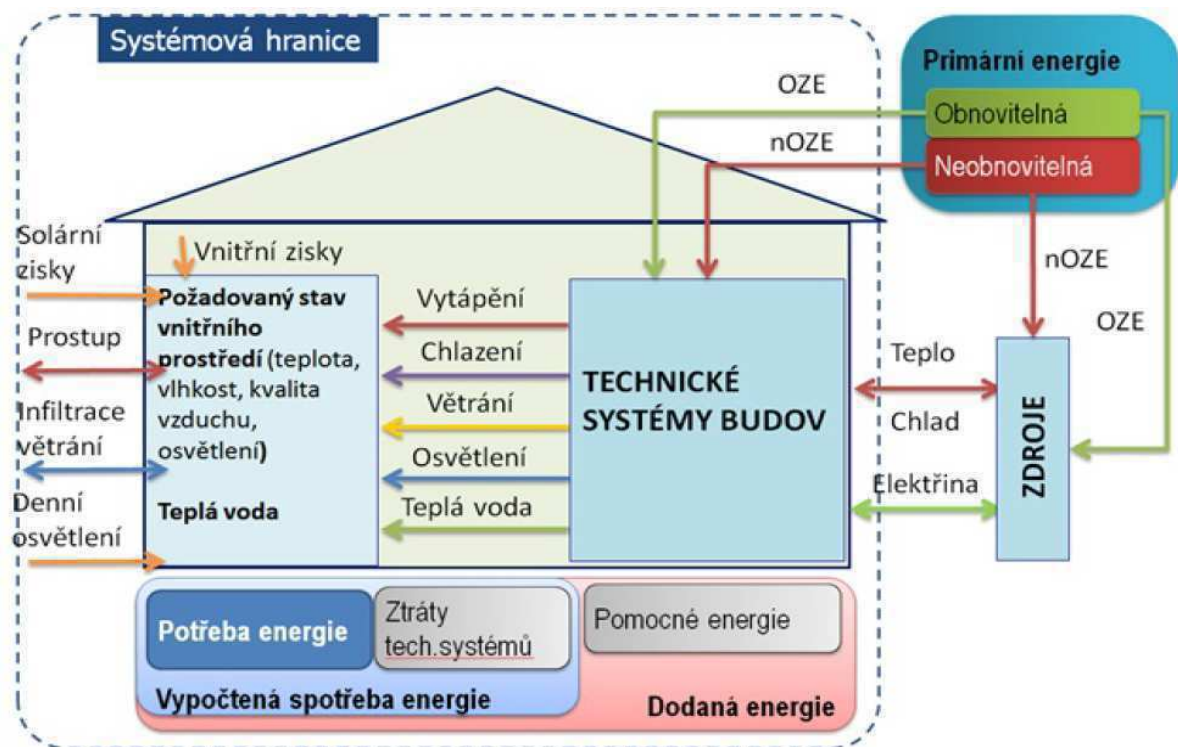 Systémová hranice
Primární energie
OZE
Obnovitelná
nOZE
Neobnovitelná
Solární
zisky
Vnitřní zisky
nOZE
OZE
Požadovaný stav
vnitřního
prostředí (teplota,
vlhkost, kvalita
vzduchu,
osvětlení)
Teplá voda
Prostup
Infiltrace
větrání
Denní
osvětlení
Vytápění
Chlazení
Větrání
Osvětlení
Teplá voda
TECHNICKÉ
SYSTÉMY BUDOV
Teplo
Chlad
Elektřina
ZDROJE
Potřeba energie
Ztráty
tech.systémů
Pomocné energie
Vypočtená spotřeba energie
Dodaná energie